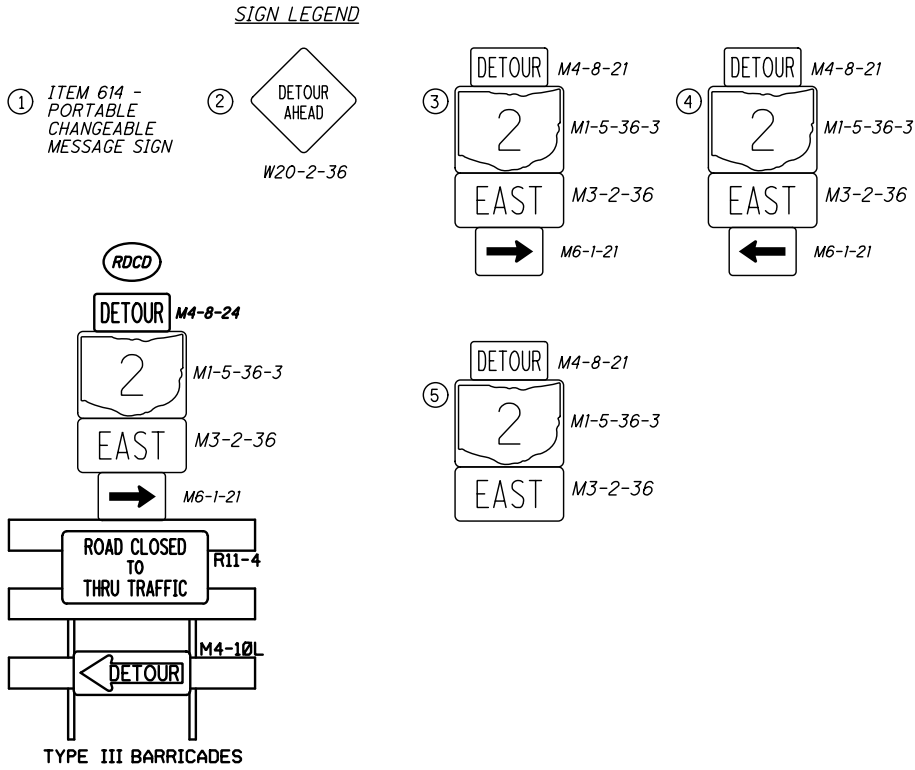 SIGN LEGEND
1
ITEM 614 -
PORTABLE
CHANGEABLE
MESSAGE SIGN
2
DETOUR
AHEAD
W20-2-36
3
DETOUR M4-8-21
2 M1-5-36-3
EAST M3-2-36
M6-1-21
4
DETOUR M4-8-21
2 M1-5-36-3
EAST M3-2-36
M6-1-21
RDCD
DETOUR M4-8-24
2 M1-5-36-3
EAST M3-2-36
M6-1-21
ROAD CLOSED
TO
THRU TRAFFIC
R11-4
M4-10L
DETOUR
TYPE III BARRICADES
5
DETOUR M4-8-21
2 M1-5-36-3
EAST M3-2-36